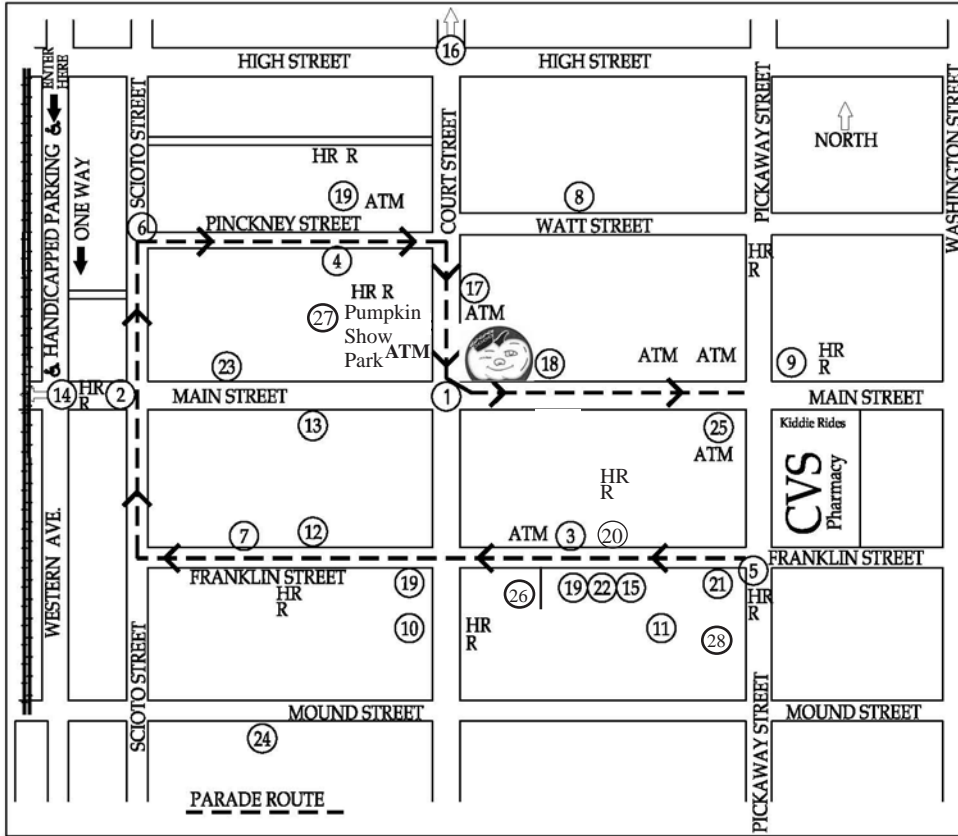 16
HIGH STREET
HIGH STREET
ENTER
HERE
HANDICAPPED PARKING
ONE WAY
SCIOTO STREET
COURT STREET
PICKAWAY STREET
WASHINGTON STREET
NORTH
HR R
19
ATM
8
6
PINCKNEY STREET
WATT STREET
4
HR
R
HR R
17
27
Pumpkin
Show
Park
ATM
ATM
18
ATM
ATM
9
HR
R
23
14
HR
R
2
MAIN STREET
1
MAIN STREET
13
25
ATM
Kiddie Rides
CVS
Pharmacy
HR
R
7
12
ATM
3
20
FRANKLIN STREET
FRANKLIN STREET
5
WESTERN AVE.
19
26
19
22
15
21
HR
R
HR
R
10
HR
R
11
28
SCIOTO STREET
MOUND STREET
MOUND STREET
PICKAWAY STREET
24
PARADE ROUTE